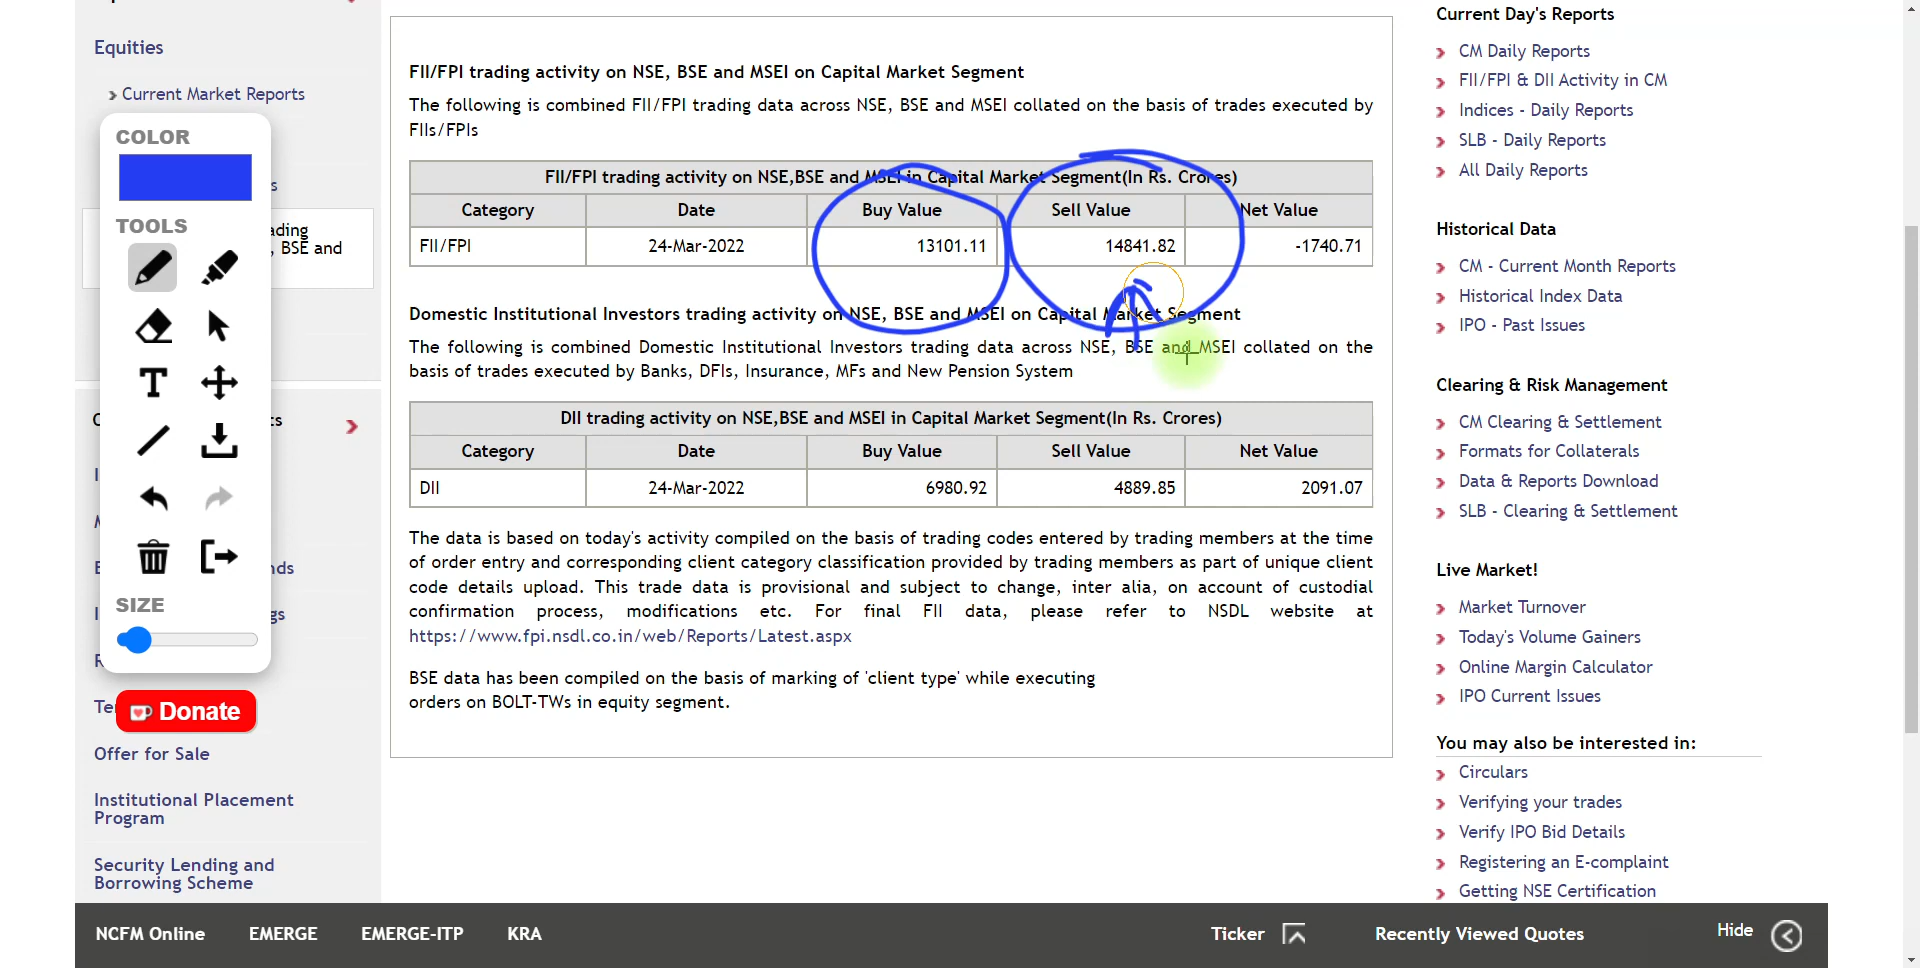 Equities
Current Market Reports
COLOR
TOOLS
ading
, BSE and
SIZE
Donate
Offer for Sale
Institutional Placement
Program
Security Lending and
Borrowing Scheme
FII/FPI trading activity on NSE, BSE and MSEI on Capital Market Segment
The following is combined FII/FPI trading data across NSE, BSE and MSEI collated on the basis of trades executed by
FIIs/FPIs
FII/FPI trading activity on NSE,BSE and MSEI in Capital Market Segment(In Rs. Crores)
Category Date Buy Value Sell Value Net Value
FII/FPI 24-Mar-2022 13101.11 14841.82 -1740.71
Domestic Institutional Investors trading activity on NSE, BSE and MSEI on Capital Market Segment
The following is combined Domestic Institutional Investors trading data across NSE, BSE and MSEI collated on the
basis of trades executed by Banks, DFIs, Insurance, MFs and New Pension System
DII trading activity on NSE,BSE and MSEI in Capital Market Segment(In Rs. Crores)
Category Date Buy Value Sell Value Net Value
DII 24-Mar-2022 6980.92 4889.85 2091.07
The data is based on today's activity compiled on the basis of trading codes entered by trading members at the time
of order entry and corresponding client category classification provided by trading members as part of unique client
code details upload. This trade data is provisional and subject to change, inter alia, on account of custodial
confirmation process, modifications etc. For final FII data, please refer to NSDL website at
https://www.fpi.nsdl.co.in/web/Reports/Latest.aspx
BSE data has been compiled on the basis of marking of 'client type' while executing
orders on BOLT-TWs in equity segment.
Current Day's Reports
CM Daily Reports
FII/FPI & DII Activity in CM
Indices - Daily Reports
SLB - Daily Reports
All Daily Reports
Historical Data
CM - Current Month Reports
Historical Index Data
IPO - Past Issues
Clearing & Risk Management
CM Clearing & Settlement
Formats for Collaterals
Data & Reports Download
SLB - Clearing & Settlement
Live Market!
Market Turnover
Today's Volume Gainers
Online Margin Calculator
IPO Current Issues
You may also be interested in:
Circulars
Verifying your trades
Verify IPO Bid Details
Registering an E-complaint
Getting NSE Certification
NCFM Online EMERGE EMERGE-ITP KRA Ticker Recently Viewed Quotes Hide